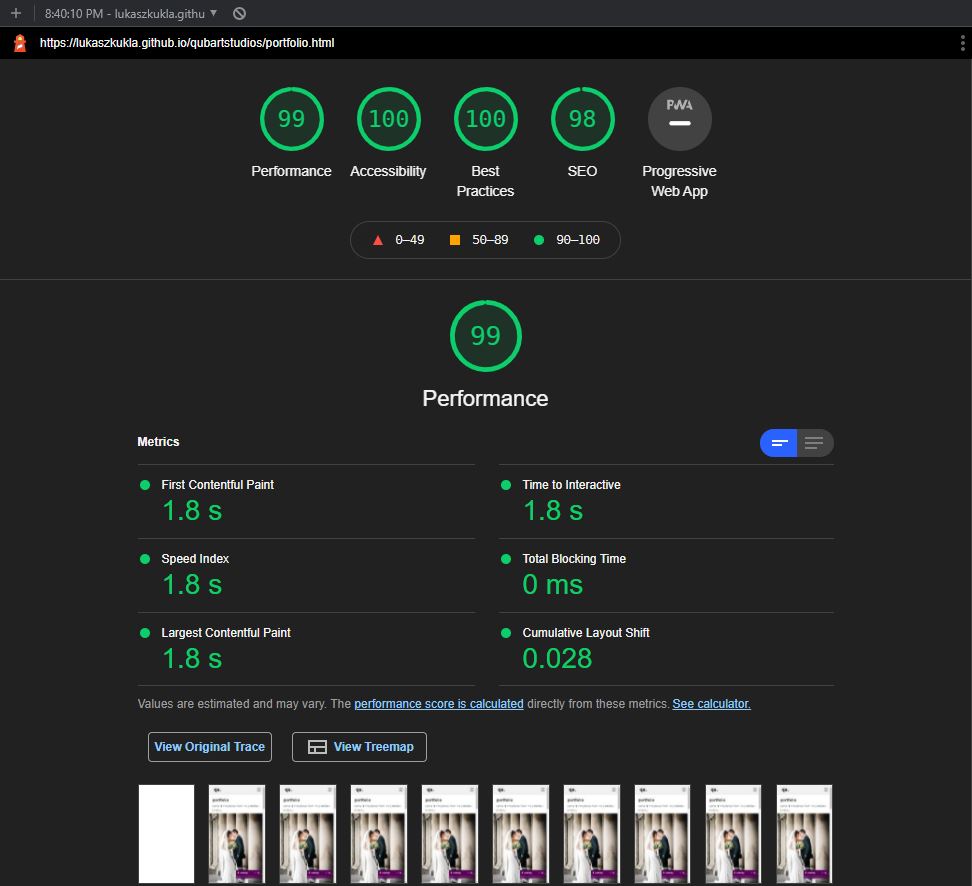 8:40:10 PM - lukaszkukla.githu
https://lukaszkukla.github.io/qubartstudios/portfolio.html
99 100 100 98 PWA
Performance Accessibility Best Practices SEO Progressive Web App
0–49 50–89 90–100
99
Performance
Metrics
First Contentful Paint
1.8 s
Time to Interactive
1.8 s
Speed Index
1.8 s
Total Blocking Time
0 ms
Largest Contentful Paint
1.8 s
Cumulative Layout Shift
0.028
Values are estimated and may vary. The performance score is calculated directly from these metrics. See calculator.
View Original Trace View Treemap